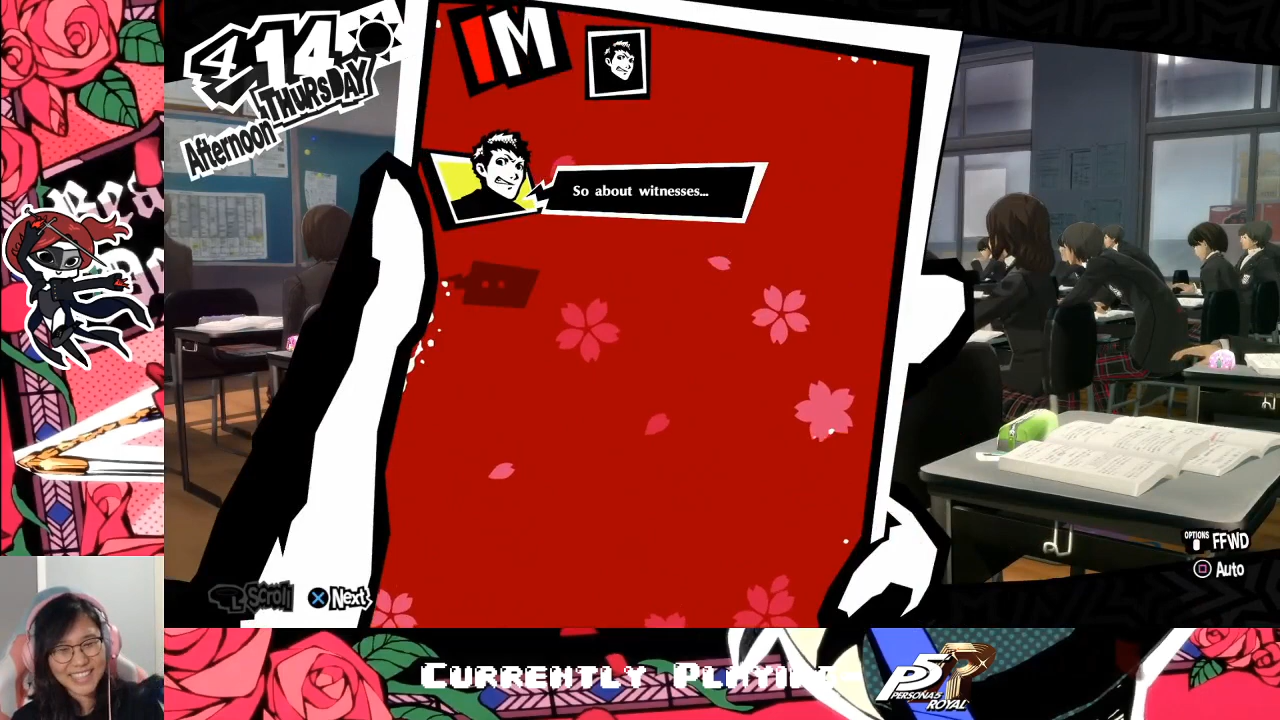 4/14
THURSDAY
Afternoon
IM
So about witnesses...
OPTIONS
FFWD
Auto
L Scroll
Next
Currently Playing
P5R
PERSONA5
ROYAL